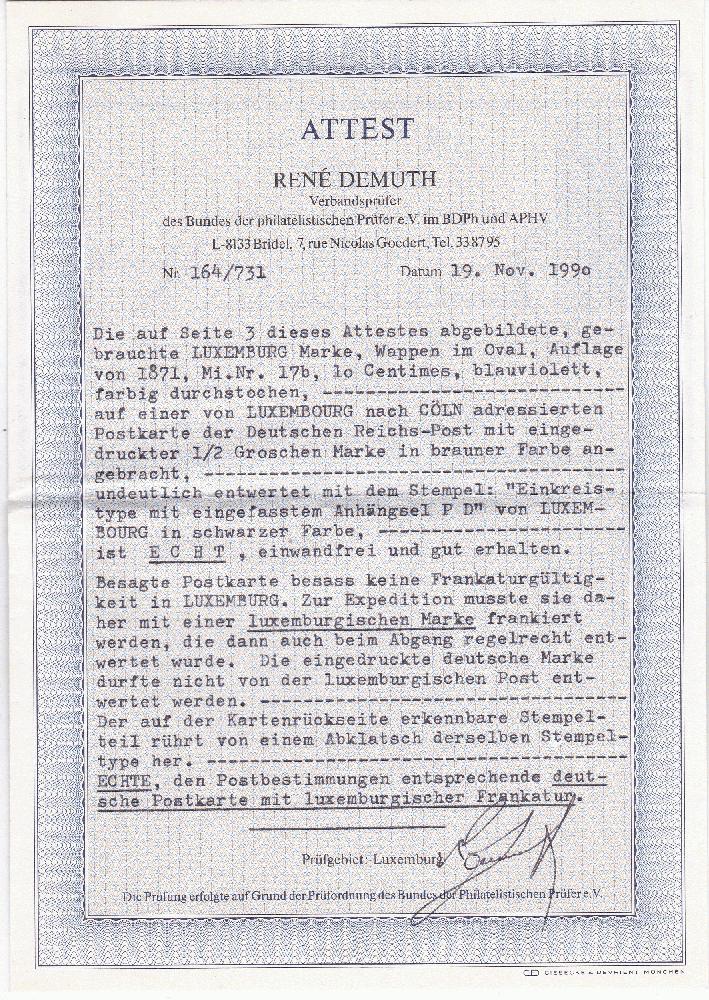 ATTEST
RENÉ DEMUTH
Verbandsprüfer
des Bundes der philatelistischen Prüfer e.V. im BDPh und APHV
L-8133 Bridel, 7, rue Nicolas Goedert, Tel. 338795
Nr. 164/731 Datum 19. Nov. 199o
Die auf Seite 3 dieses Attestes abgebildete, ge-
brauchte LUXEMBURG Marke, Wappen im Oval, Auflage
von 1871, Mi.Nr. 17b, lo Centimes, blauviolett,
farbig durchstochen, ----------------------------
auf einer von LUXEMBOURG nach CÖLN adressierten
Postkarte der Deutschen Reichs-Post mit einge-
druckter 1/2 Groschen Marke in brauner Farbe an-
gebracht, ---------------------------------------
undeutlich entwertet mit dem Stempel: "Einkreis-
type mit eingefasstem Anhängsel P D" von LUXEM-
BOURG in schwarzer Farbe, -----------------------
ist E C H T , einwandfrei und gut erhalten.
Besagte Postkarte besass keine Frankaturgültig-
keit in LUXEMBURG. Zur Expedition musste sie da-
her mit einer luxemburgischen Marke frankiert
werden, die dann auch beim Abgang regelrecht ent-
wertet wurde. Die eingedruckte deutsche Marke
durfte nicht von der luxemburgischen Post ent-
wertet werden. ----------------------------------
Der auf der Kartenrückseite erkennbare Stempel-
teil rührt von einem Abklatsch derselben Stempel-
type her. ---------------------------------------
ECHTE, den Postbestimmungen entsprechende deut-
sche Postkarte mit luxemburgischer Frankatur.
Prüfgebiet: Luxemburg
Die Prüfung erfolgte auf Grund der Prüfordnung des Bundes der Philatelistischen Prüfer e.V.
GIESECKE & DEVRIENT MÜNCHEN